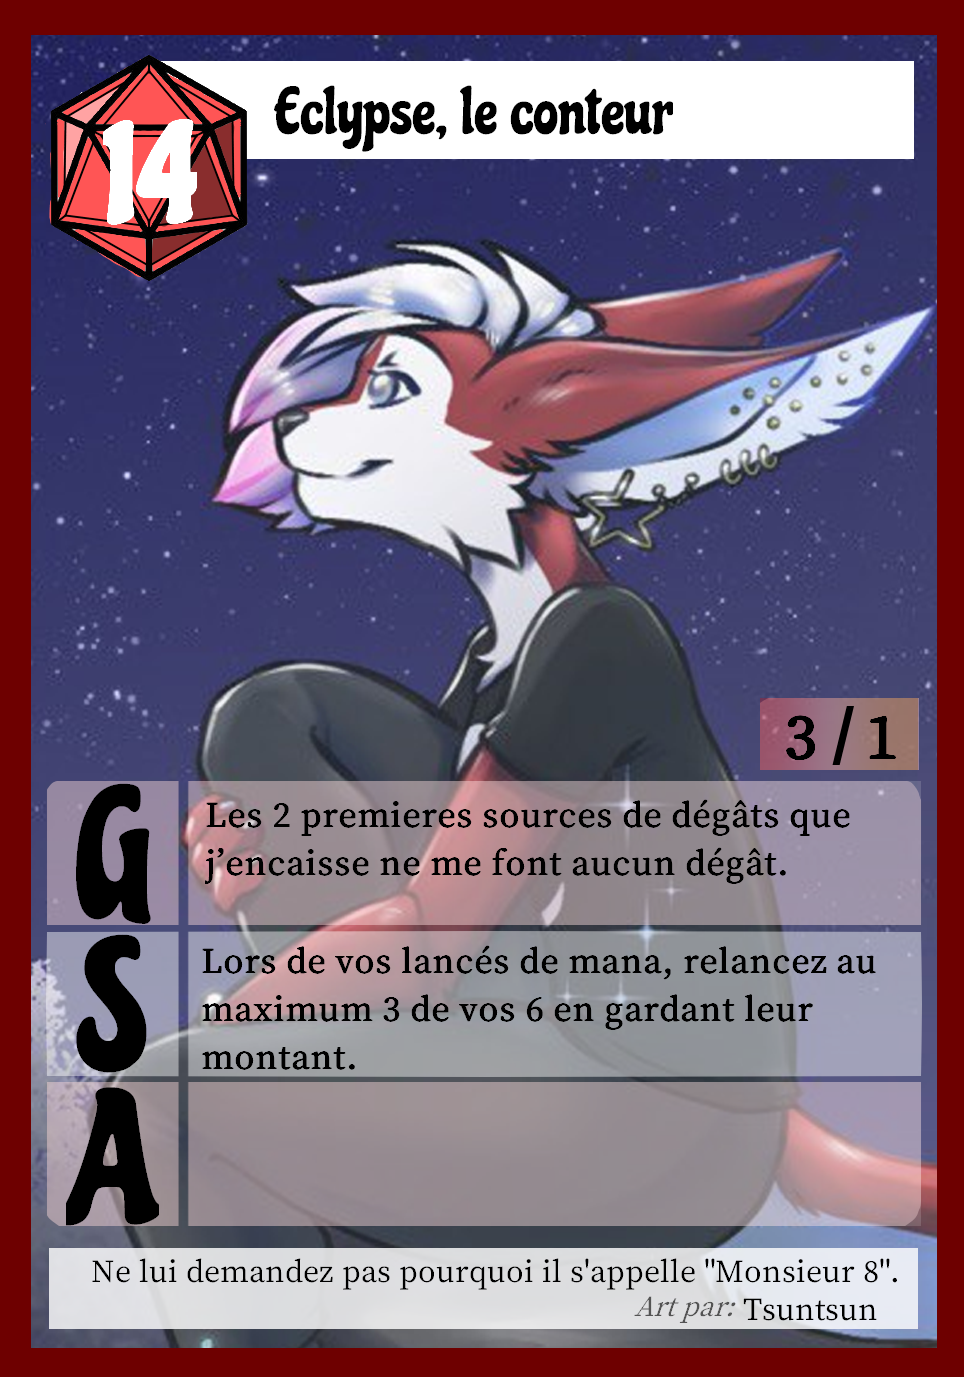 14
Eclypse, le conteur
3 / 1
G
Les 2 premieres sources de dégâts que
j'encaisse ne me font aucun dégât.
S
Lors de vos lancés de mana, relancez au
maximum 3 de vos 6 en gardant leur
montant.
A
Ne lui demandez pas pourquoi il s'appelle "Monsieur 8".
Art par: Tsuntsun